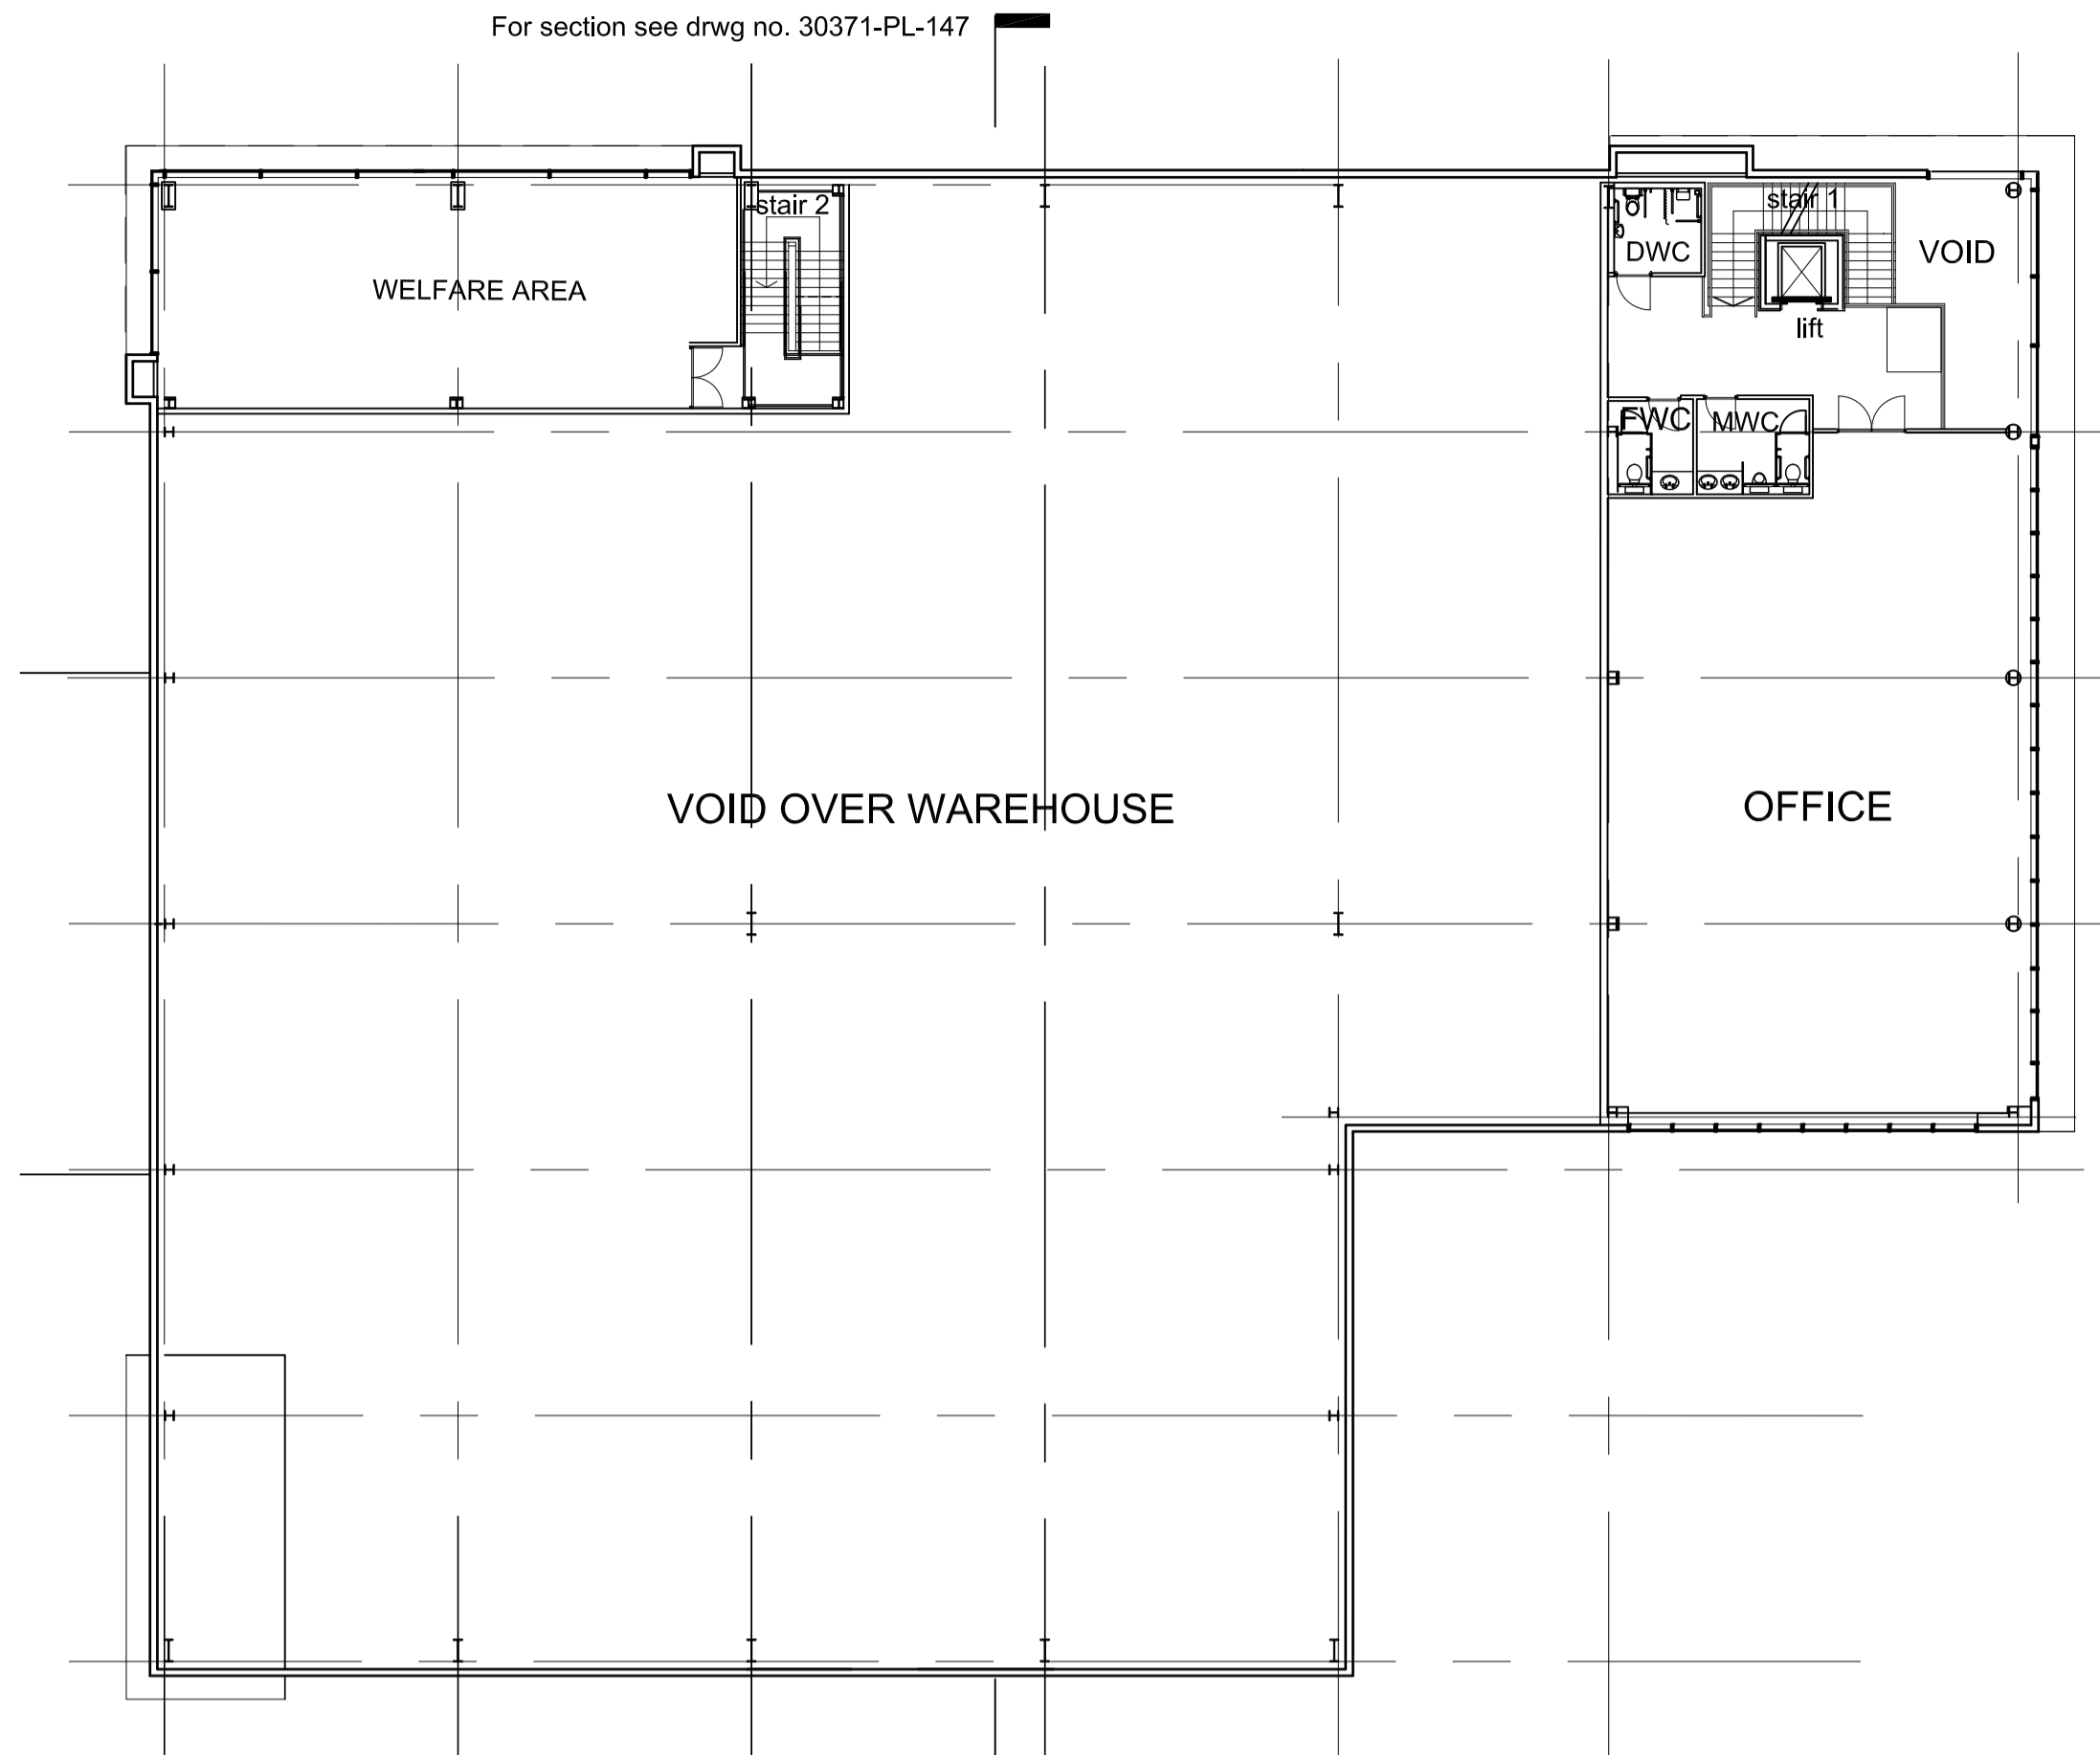 For section see drwg no. 30371-PL-147
stair 2
stair 1
WELFARE AREA
DWC
VOID
lift
FWC
MWC
VOID OVER WAREHOUSE
OFFICE